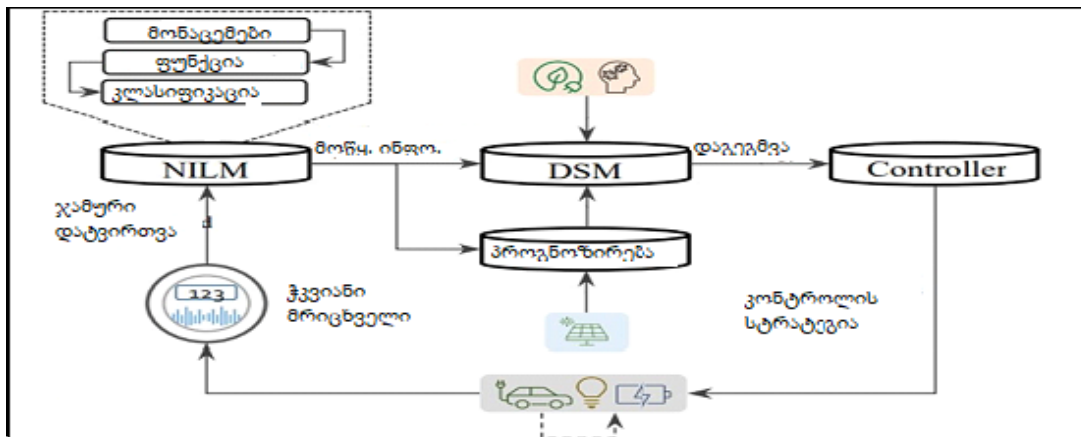 მონაცემები
ფუნქცია
კლასიფიკაცია
NILM
მოწყ. ინფო.
DSM
დაგეგმვა
Controller
ჯამური
დატვირთვა
პროგნოზირება
123
ჭკვიანი
მრიცხველი
კონტროლის
სტრატეგია